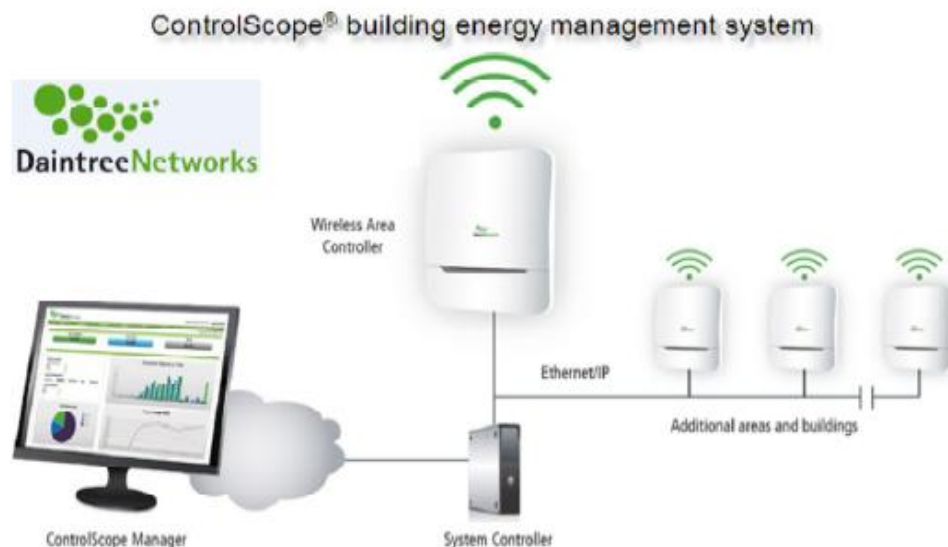 ControlScope® building energy management system
DaintreeNetworks
Wireless Area
Controller
Ethernet/IP
Additional areas and buildings
ControlScope Manager
System Controller